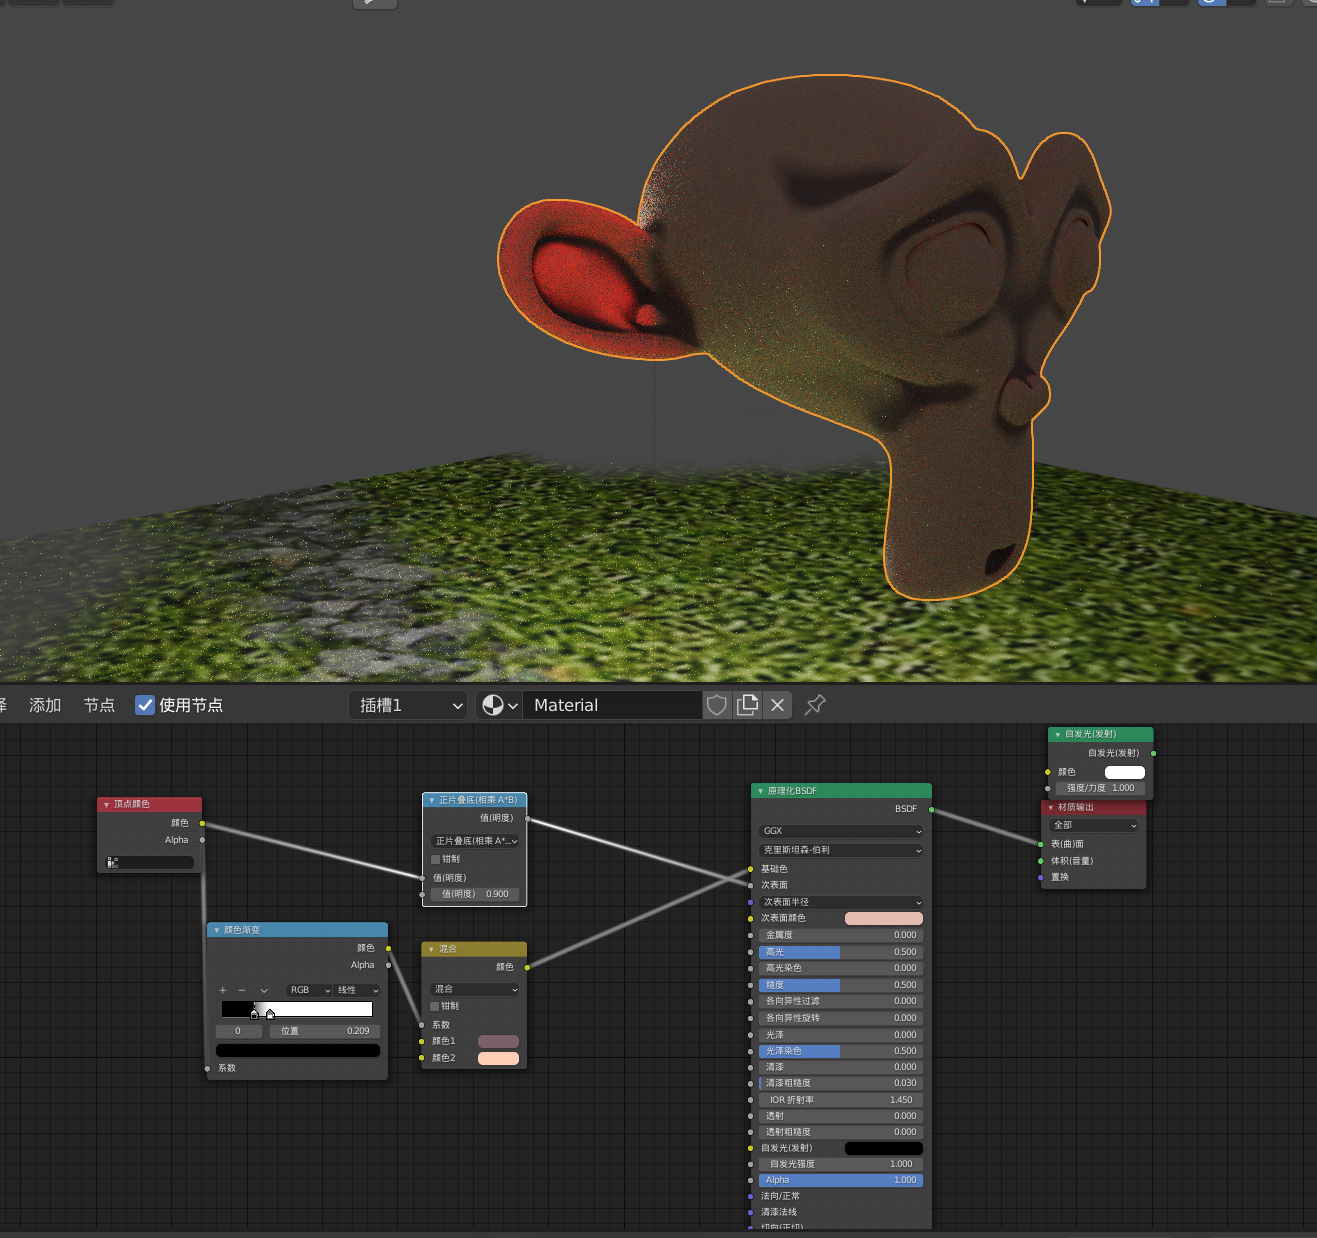 添加 节点 使用节点 插槽1 Material
自发光(发射)
自发光(发射)
颜色
强度/力度 1.000
材质输出
全部
表(曲)面
体积(音量)
置换
顶点颜色
颜色
Alpha
正片叠底(相乘 A*B)
值(明度)
正片叠底(相乘 A*...
钳制
值(明度)
值(明度) 0.900
颜色渐变
颜色
Alpha
+ − RGB 线性
0 位置 0.209
系数
混合
颜色
混合
钳制
系数
颜色1
颜色2
原理化BSDF
BSDF
GGX
克里斯坦森-伯利
基础色
次表面
次表面半径
次表面颜色
金属度 0.000
高光 0.500
高光染色 0.000
糙度 0.500
各向异性过滤 0.000
各向异性旋转 0.000
光泽 0.000
光泽染色 0.500
清漆 0.000
清漆粗糙度 0.030
IOR 折射率 1.450
透射 0.000
透射粗糙度 0.000
自发光(发射)
自发光强度 1.000
Alpha 1.000
法向/正常
清漆法线
切向(正切)